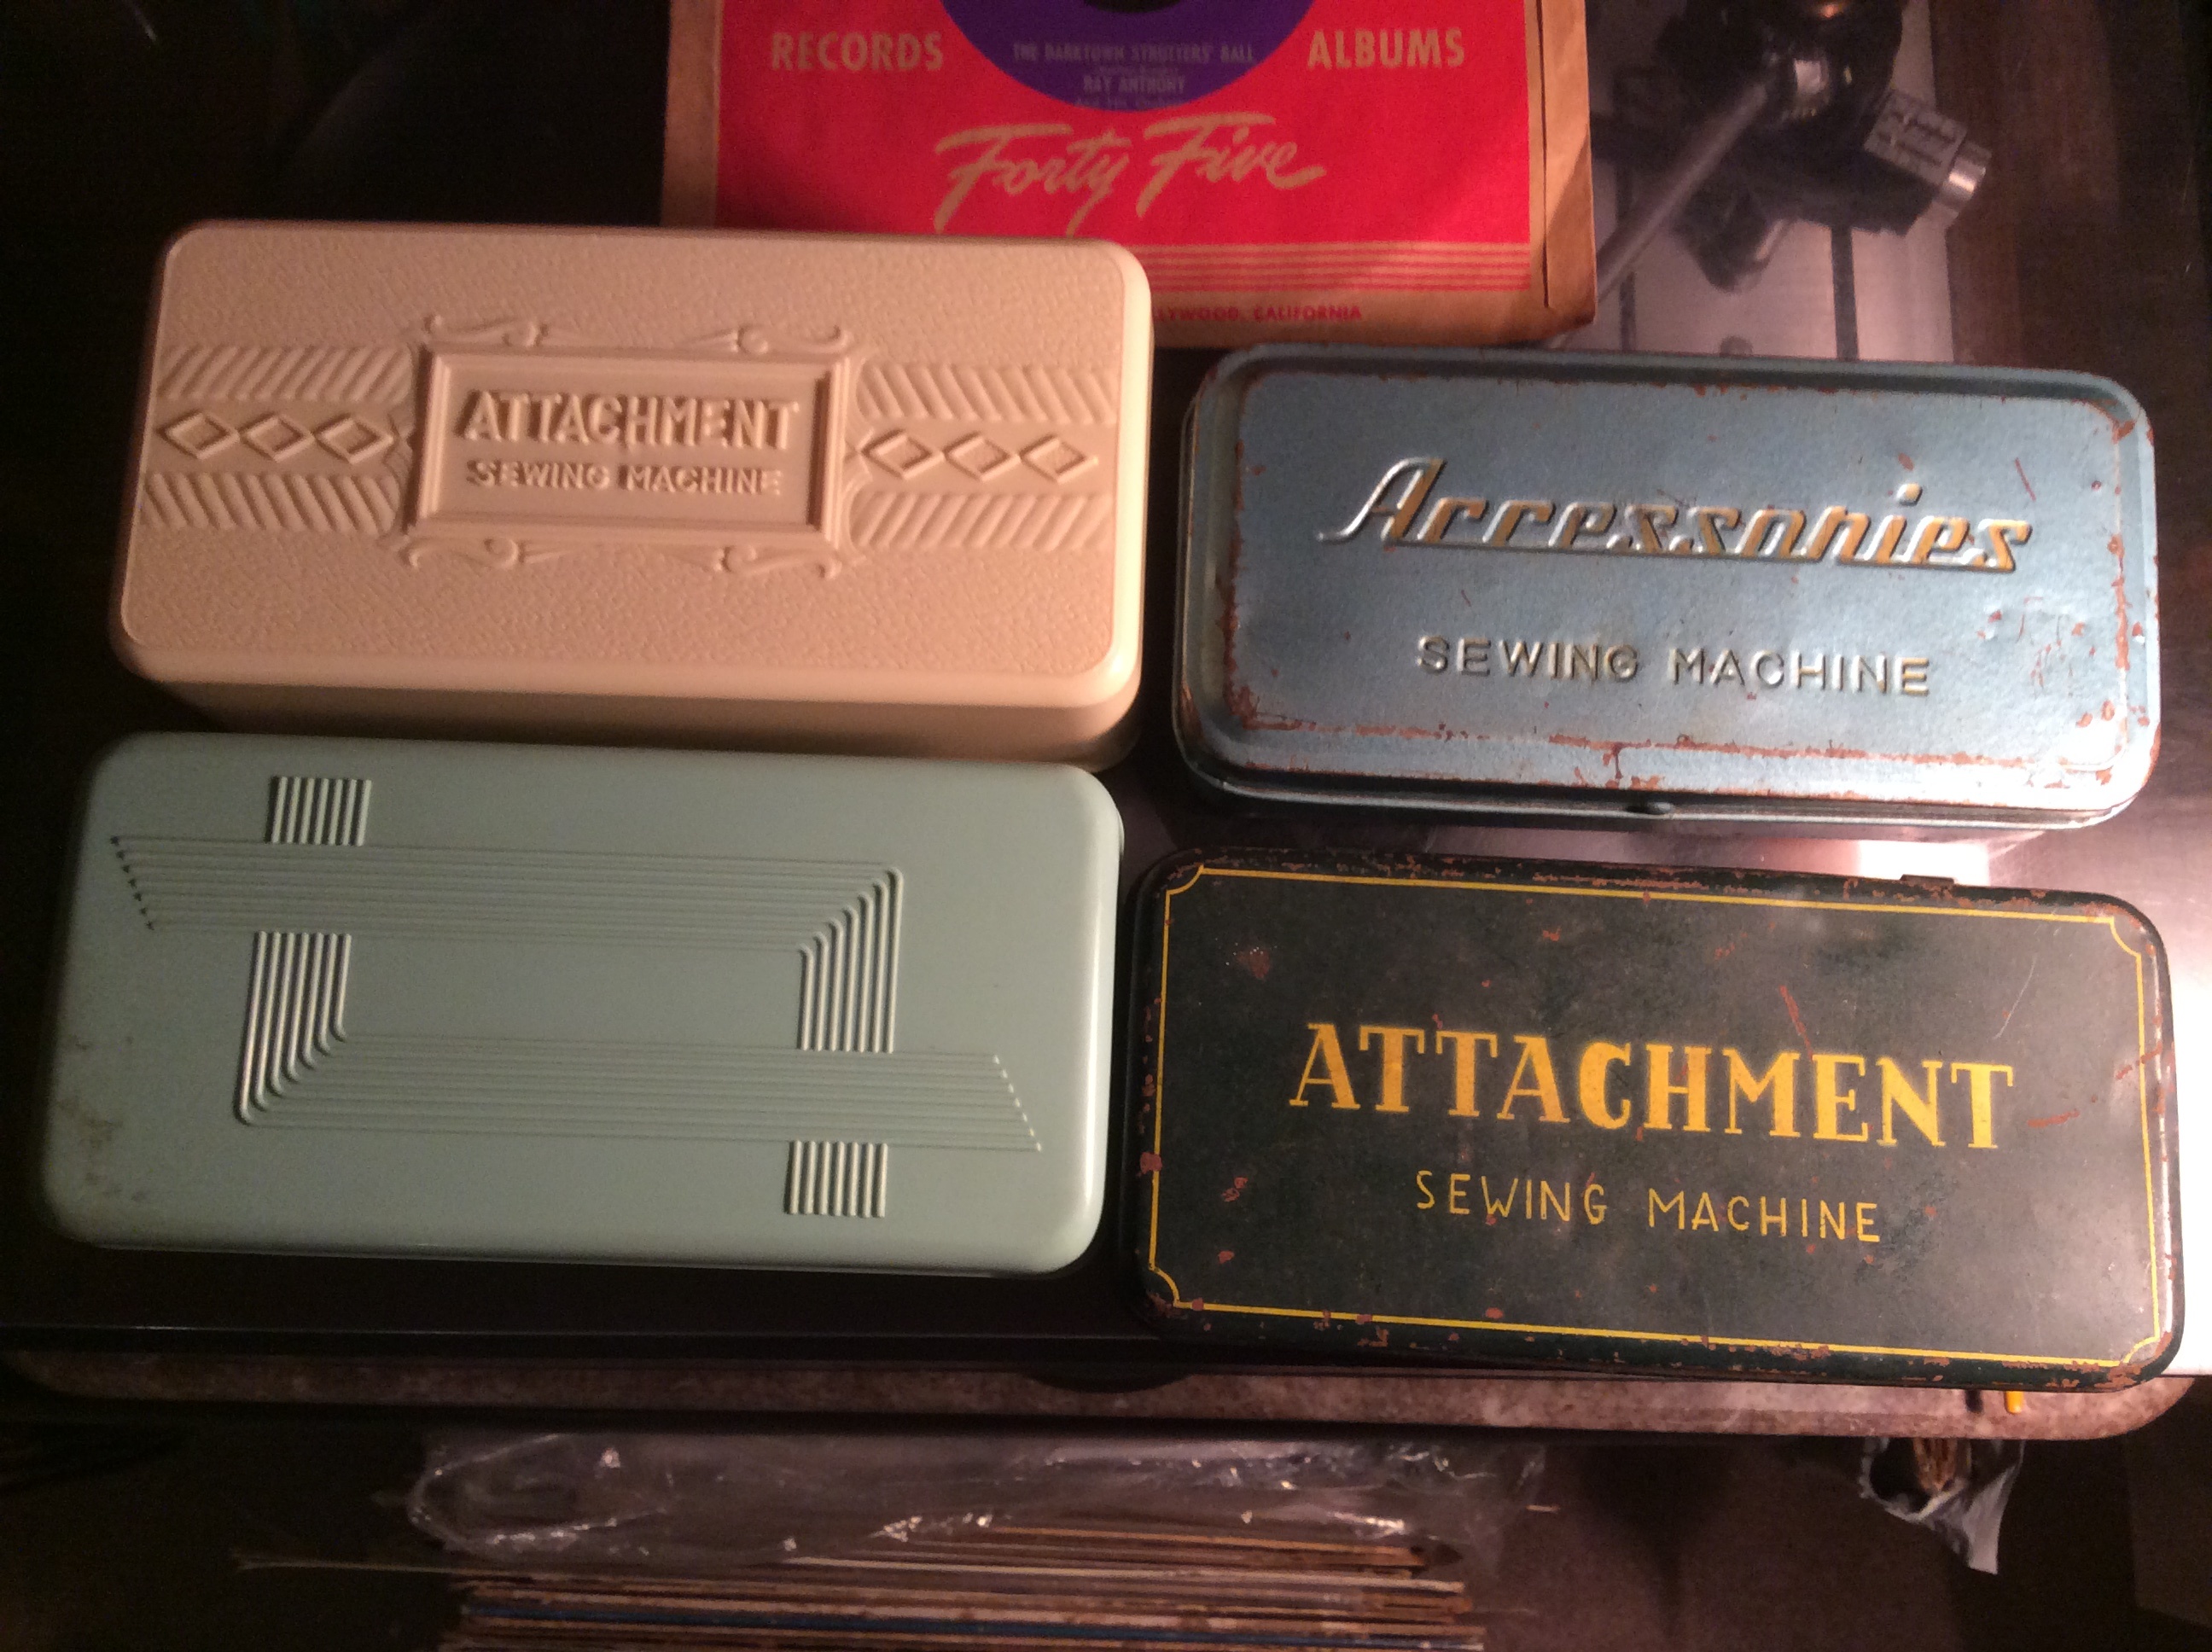 RECORDS
ALBUMS
THE DARKTOWN STRUTTERS' BALL
RAY ANTHONY
Forty Five
LYWOOD, CALIFORNIA
ATTACHMENT
SEWING MACHINE
Accessories
SEWING MACHINE
ATTACHMENT
SEWING MACHINE